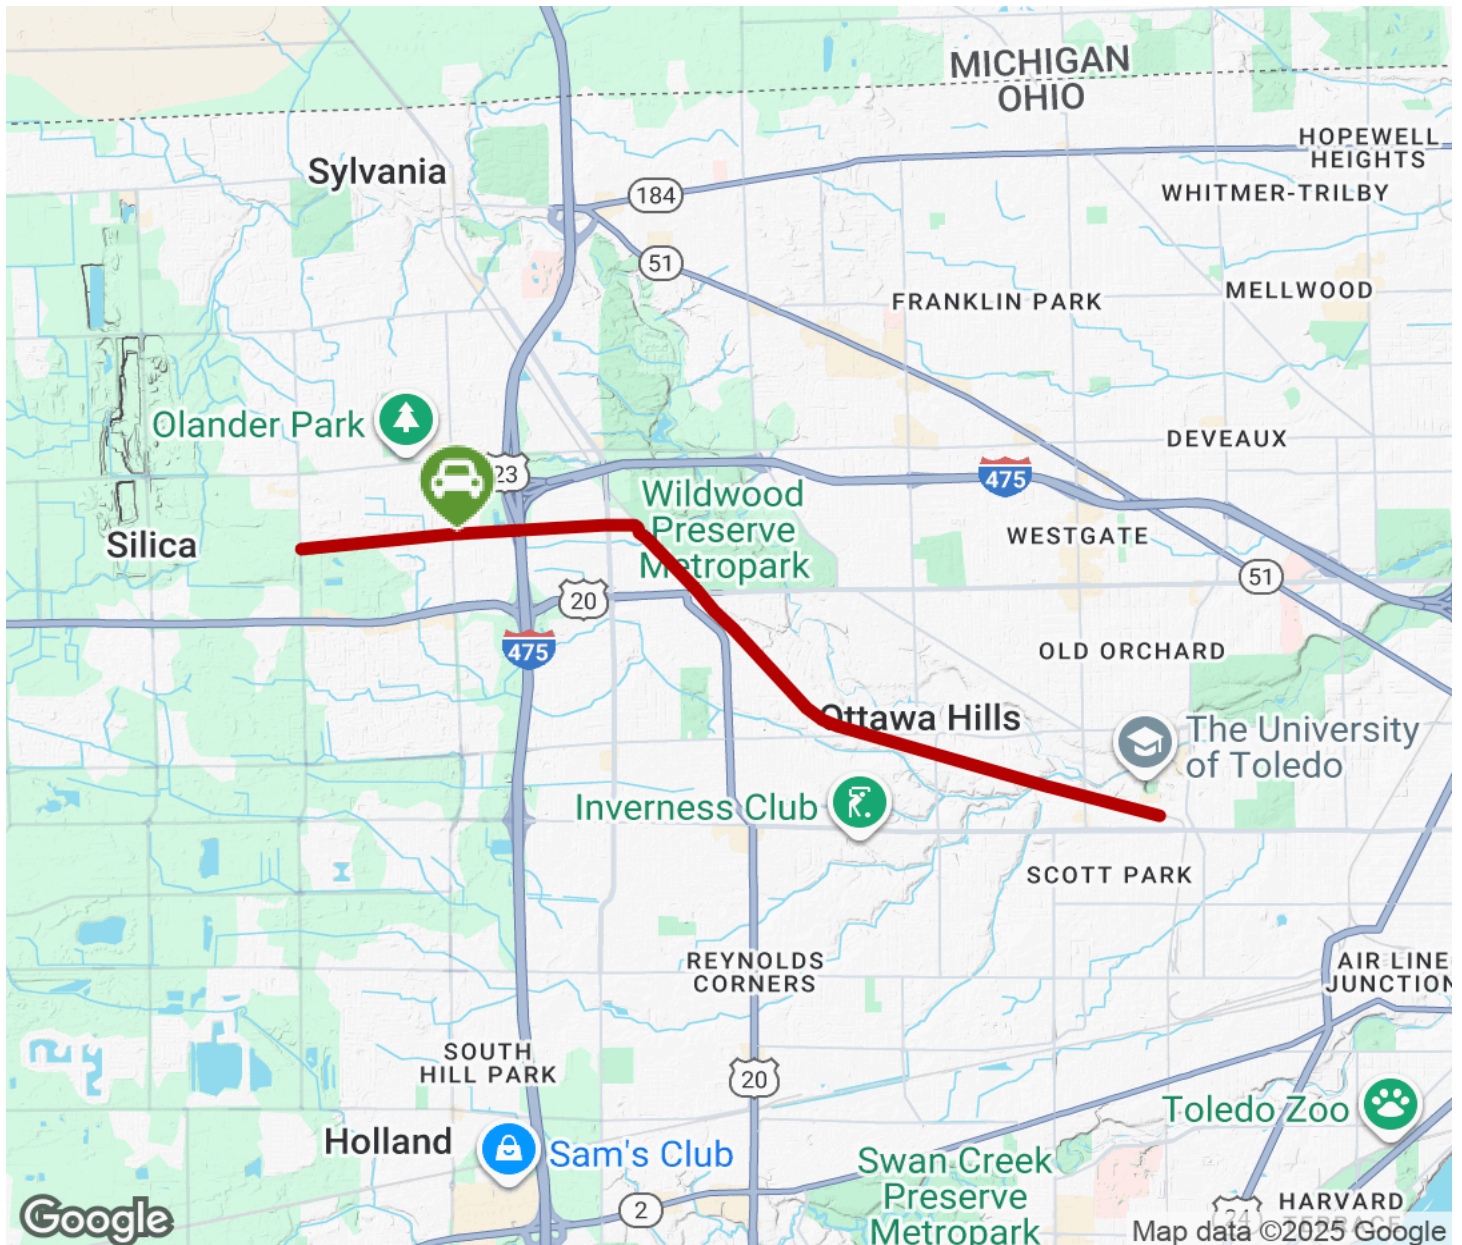 MICHIGAN
OHIO
HOPEWELL
HEIGHTS
Sylvania
184
WHITMER-TRILBY
51
FRANKLIN PARK
MELLWOOD
Olander Park
DEVEAUX
23
475
Wildwood
Preserve
Metropark
Silica
WESTGATE
51
20
475
OLD ORCHARD
Ottawa Hills
The University
of Toledo
Inverness Club
SCOTT PARK
REYNOLDS
CORNERS
AIR LINE
JUNCTION
SOUTH
HILL PARK
20
Toledo Zoo
Holland
Sam's Club
Swan Creek
Preserve
Metropark
2
24
HARVARD
TERRACE
Google
Map data ©2025 Google